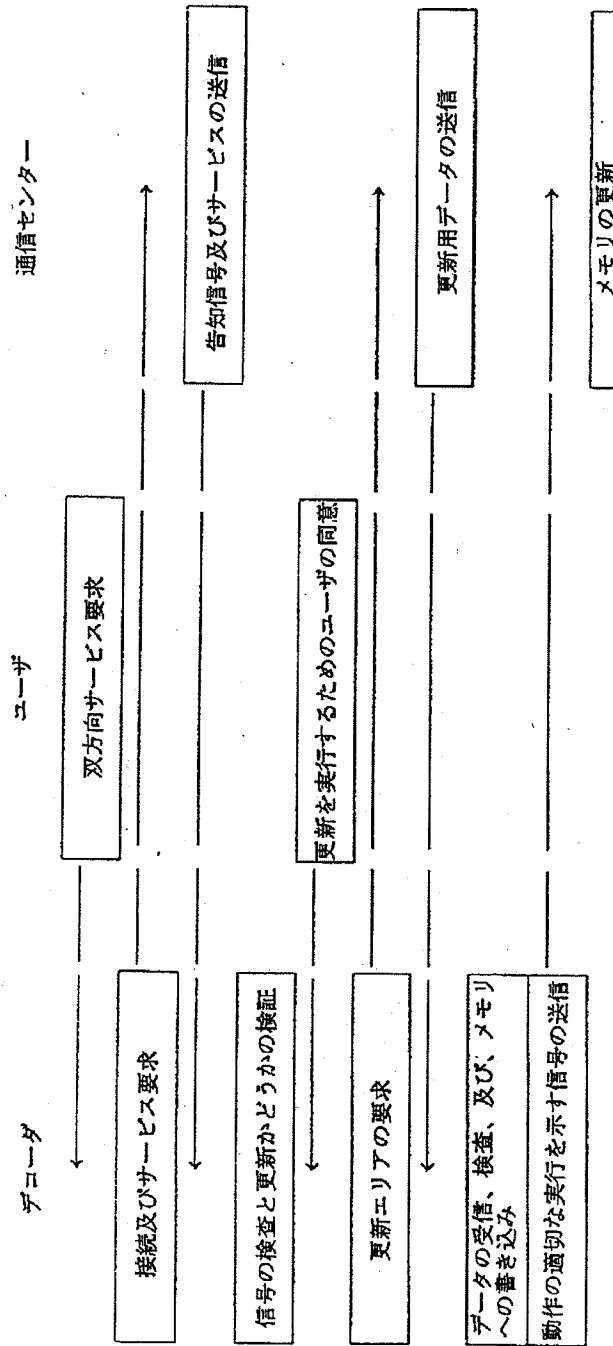 デコーダ
ユーザ
通信センター
双方向サービス要求
接続及びサービス要求
告知信号及びサービスの送信
信号の検査と更新かどうかの検証
更新を実行するためのユーザの同意
更新エリアの要求
更新用データの送信
データの受信、検査、及び、メモリ
への書き込み
動作の適切な実行を示す信号の送信
メモリの更新